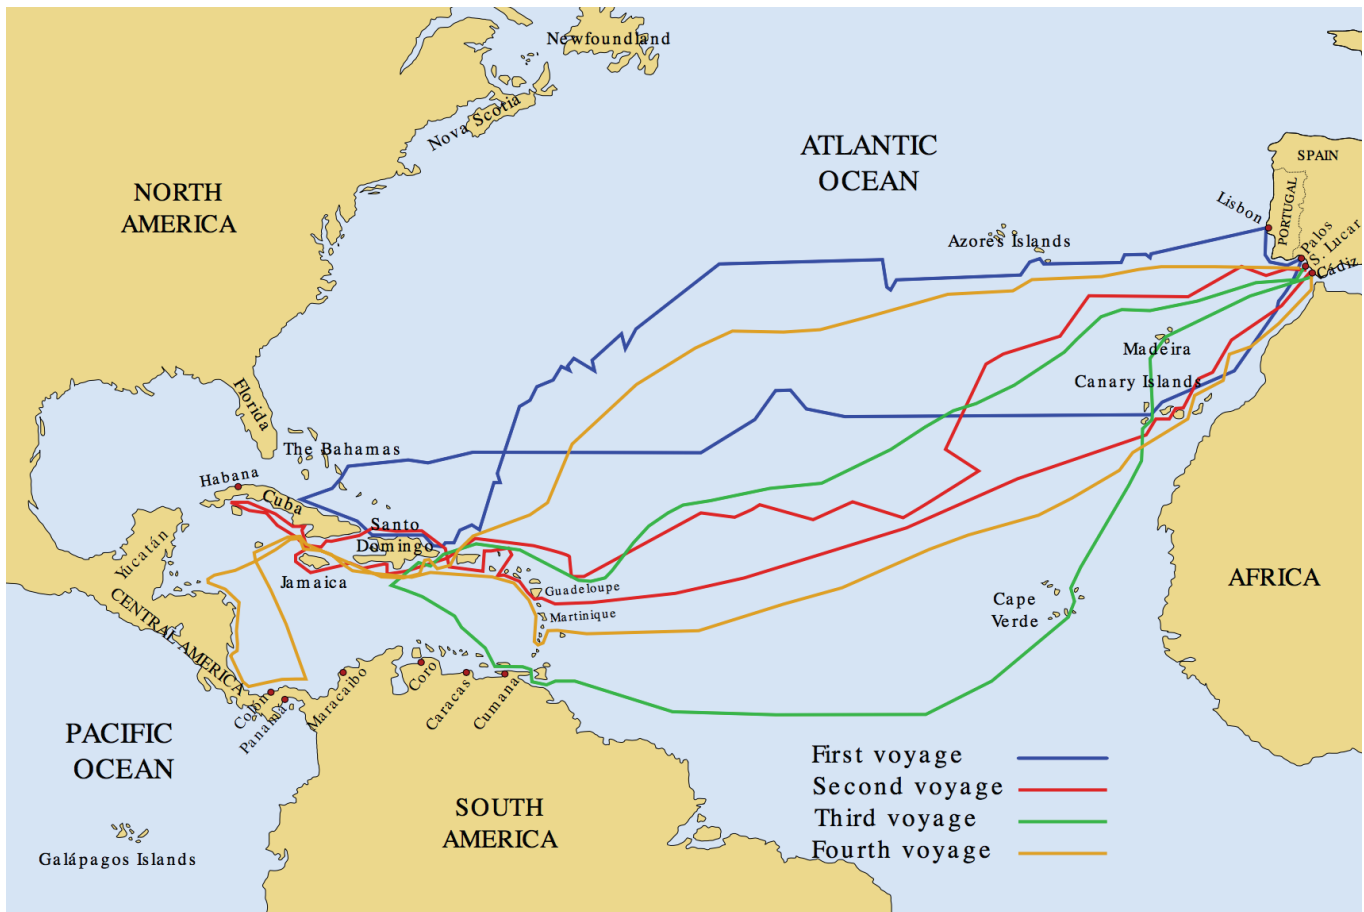 Newfoundland
Nova Scotia
ATLANTIC
OCEAN
SPAIN
PORTUGAL
NORTH
AMERICA
Lisbon
Palos
S. Lucar
Cádiz
Azores Islands
Madeira
Canary Islands
Florida
The Bahamas
Habana
Cuba
Santo
Domingo
Yucatán
Jamaica
Guadeloupe
Martinique
AFRICA
Cape
Verde
CENTRAL AMERICA
Colón
Panamá
Maracaibo
Coro
Caracas
Cumana
PACIFIC
OCEAN
First voyage
Second voyage
Third voyage
Fourth voyage
SOUTH
AMERICA
Galápagos Islands